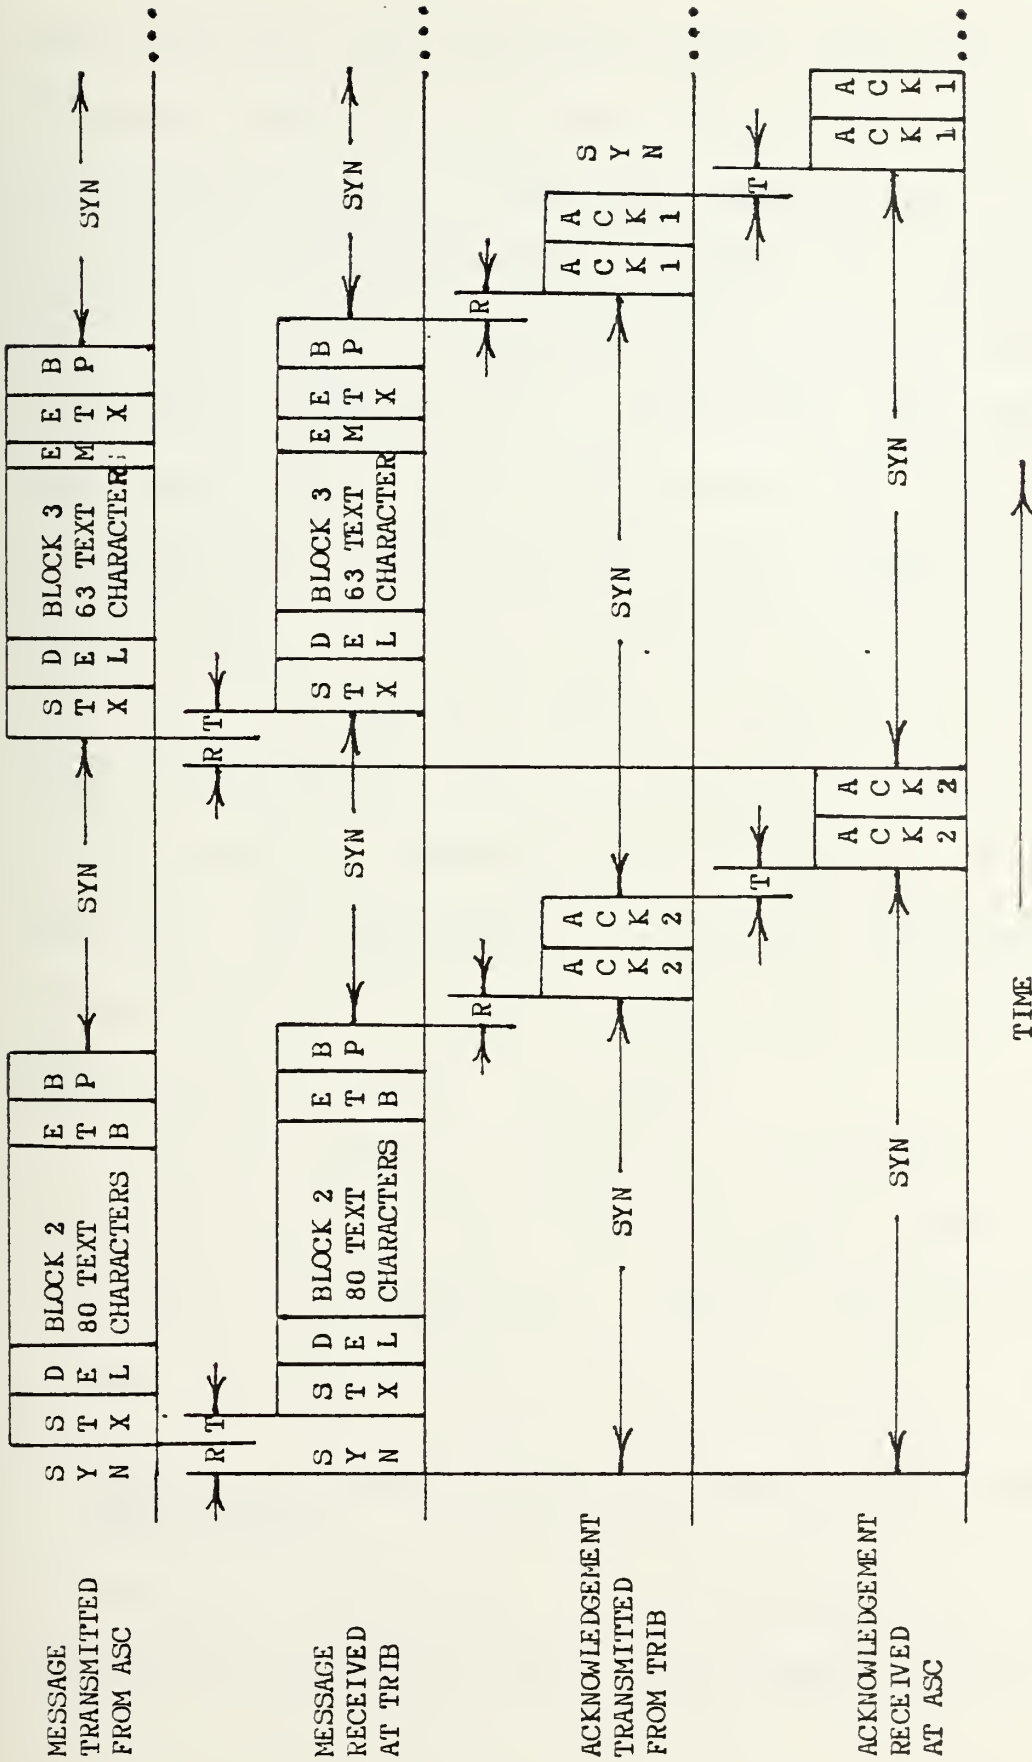 MESSAGE
TRANSMITTED
FROM ASC
SYN
STX
DEL
BLOCK 2
80 TEXT
CHARACTERS
ETB
BP
SYN
STX
DEL
BLOCK 3
63 TEXT
CHARACTER
EM
ETX
BP
SYN
R T
R T
MESSAGE
RECEIVED
AT TRIB
SYN
STX
DEL
BLOCK 2
80 TEXT
CHARACTERS
ETB
BP
SYN
STX
DEL
BLOCK 3
63 TEXT
CHARACTER
EM
ETX
BP
SYN
R
R
ACKNOWLEDGEMENT
TRANSMITTED
FROM TRIB
SYN
ACK2
ACK2
SYN
ACK1
ACK1
SYN
T
T
ACKNOWLEDGEMENT
RECEIVED
AT ASC
SYN
ACK2
ACK2
SYN
ACK1
ACK1
TIME